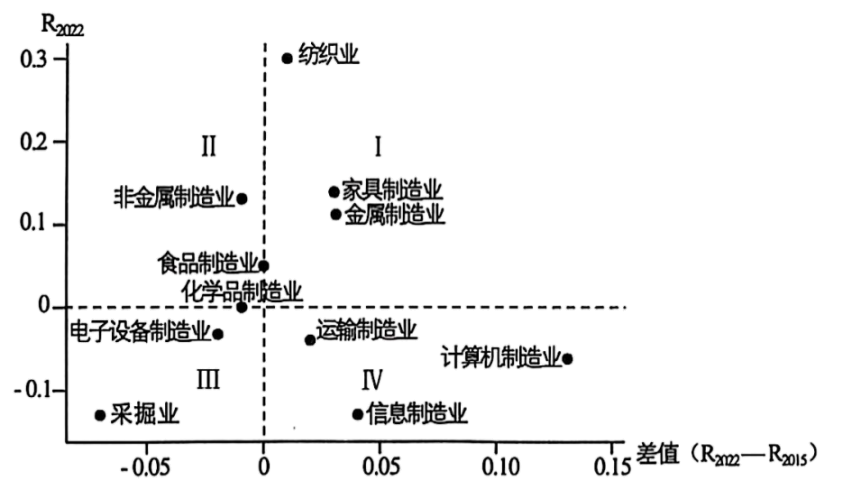 R2022
0.3
纺织业
0.2
II
I
非金属制造业
家具制造业
金属制造业
0.1
食品制造业
化学品制造业
0
电子设备制造业
运输制造业
计算机制造业
III
IV
-0.1
采掘业
信息制造业
-0.05
0
0.05
0.10
0.15
差值（R2022—R2015）